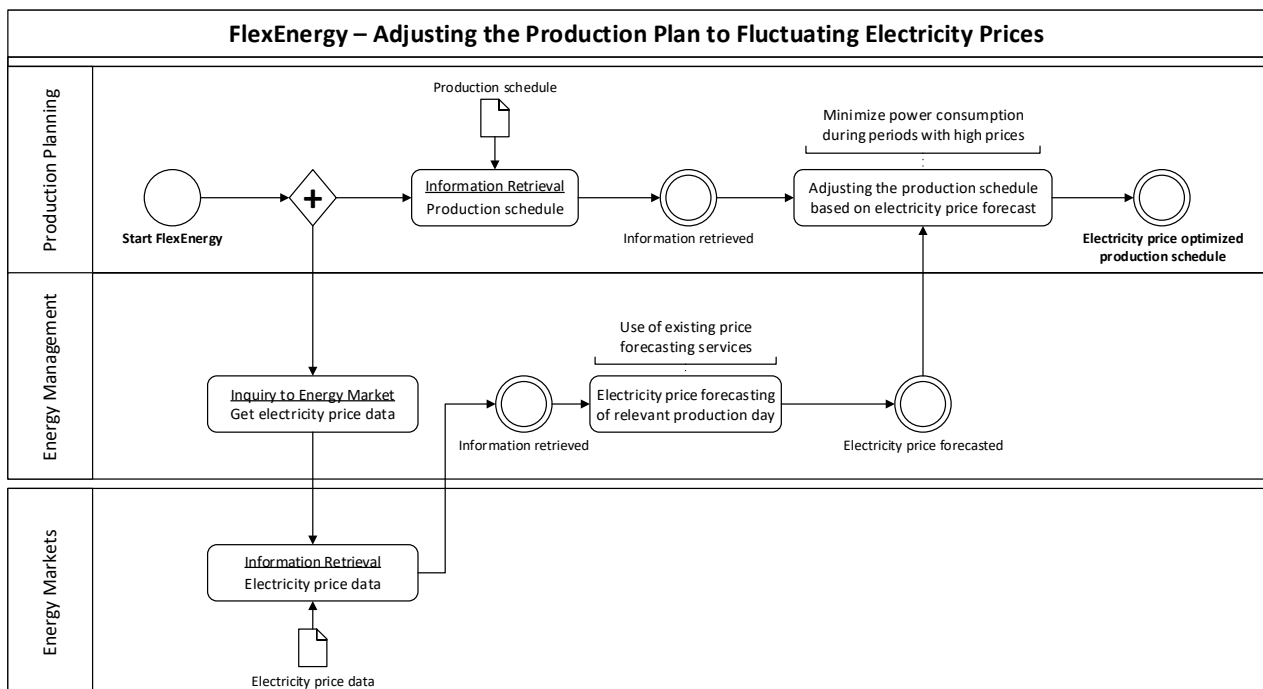 FlexEnergy – Adjusting the Production Plan to Fluctuating Electricity Prices
Production Planning
Production schedule
Minimize power consumption
during periods with high prices
Start FlexEnergy
Information Retrieval
Production schedule
Information retrieved
Adjusting the production schedule
based on electricity price forecast
Electricity price optimized
production schedule
Energy Management
Use of existing price
forecasting services
Inquiry to Energy Market
Get electricity price data
Information retrieved
Electricity price forecasting
of relevant production day
Electricity price forecasted
Energy Markets
Information Retrieval
Electricity price data
Electricity price data